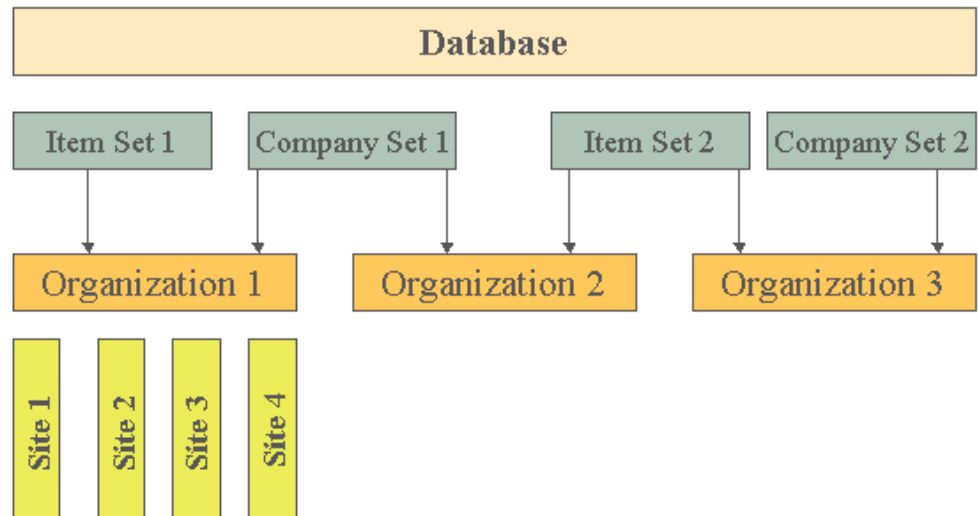 Database
Item Set 1
Company Set 1
Item Set 2
Company Set 2
Organization 1
Organization 2
Organization 3
Site 1
Site 2
Site 3
Site 4